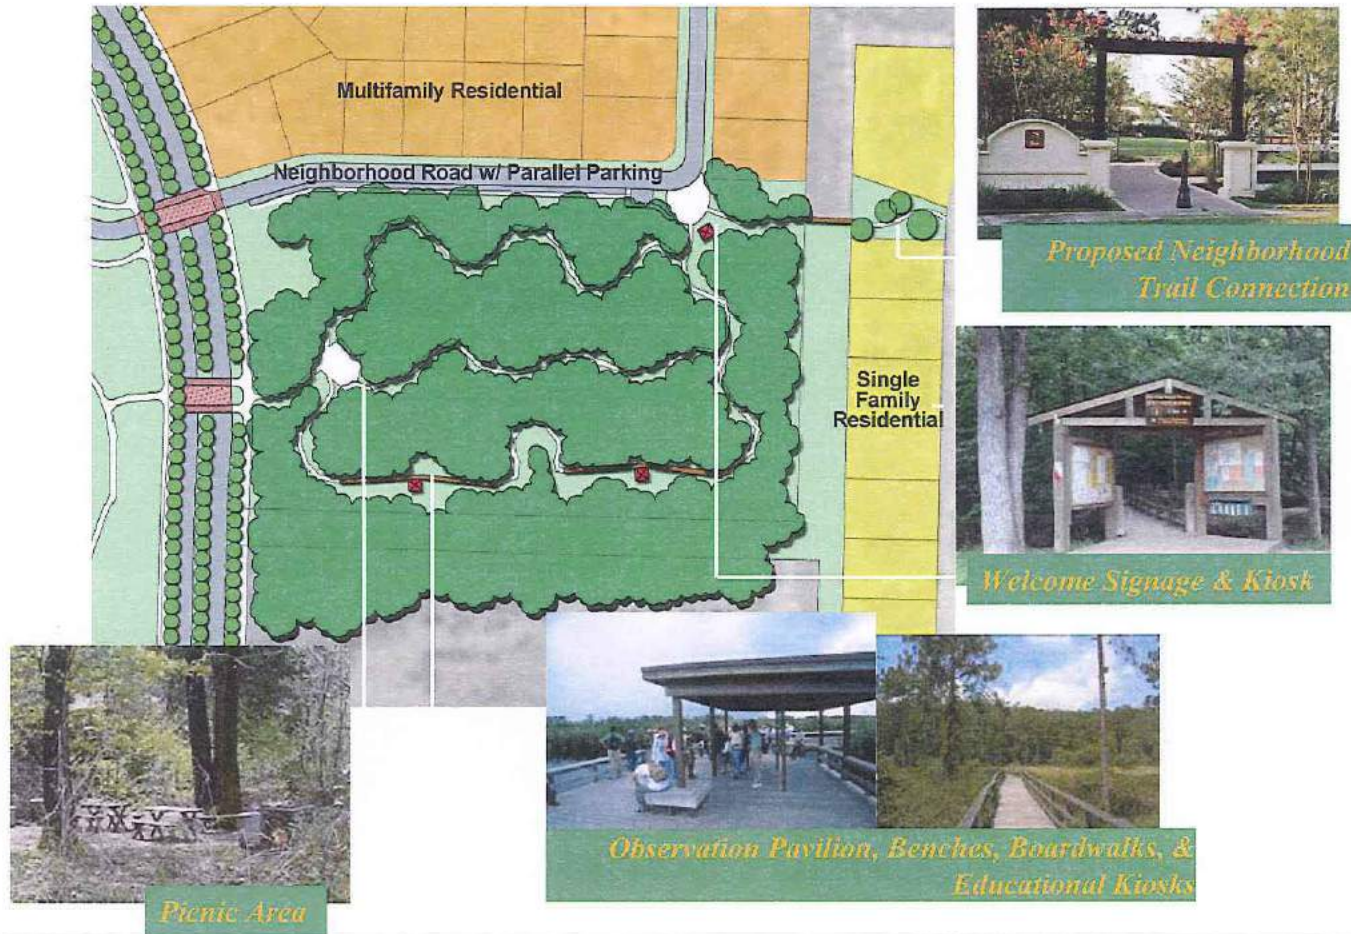 Multifamily Residential
Neighborhood Road w/ Parallel Parking
Proposed Neighborhood
Trail Connection
Single
Family
Residential
Welcome Signage & Kiosk
Observation Pavilion, Benches, Boardwalks, &
Educational Kiosks
Picnic Area